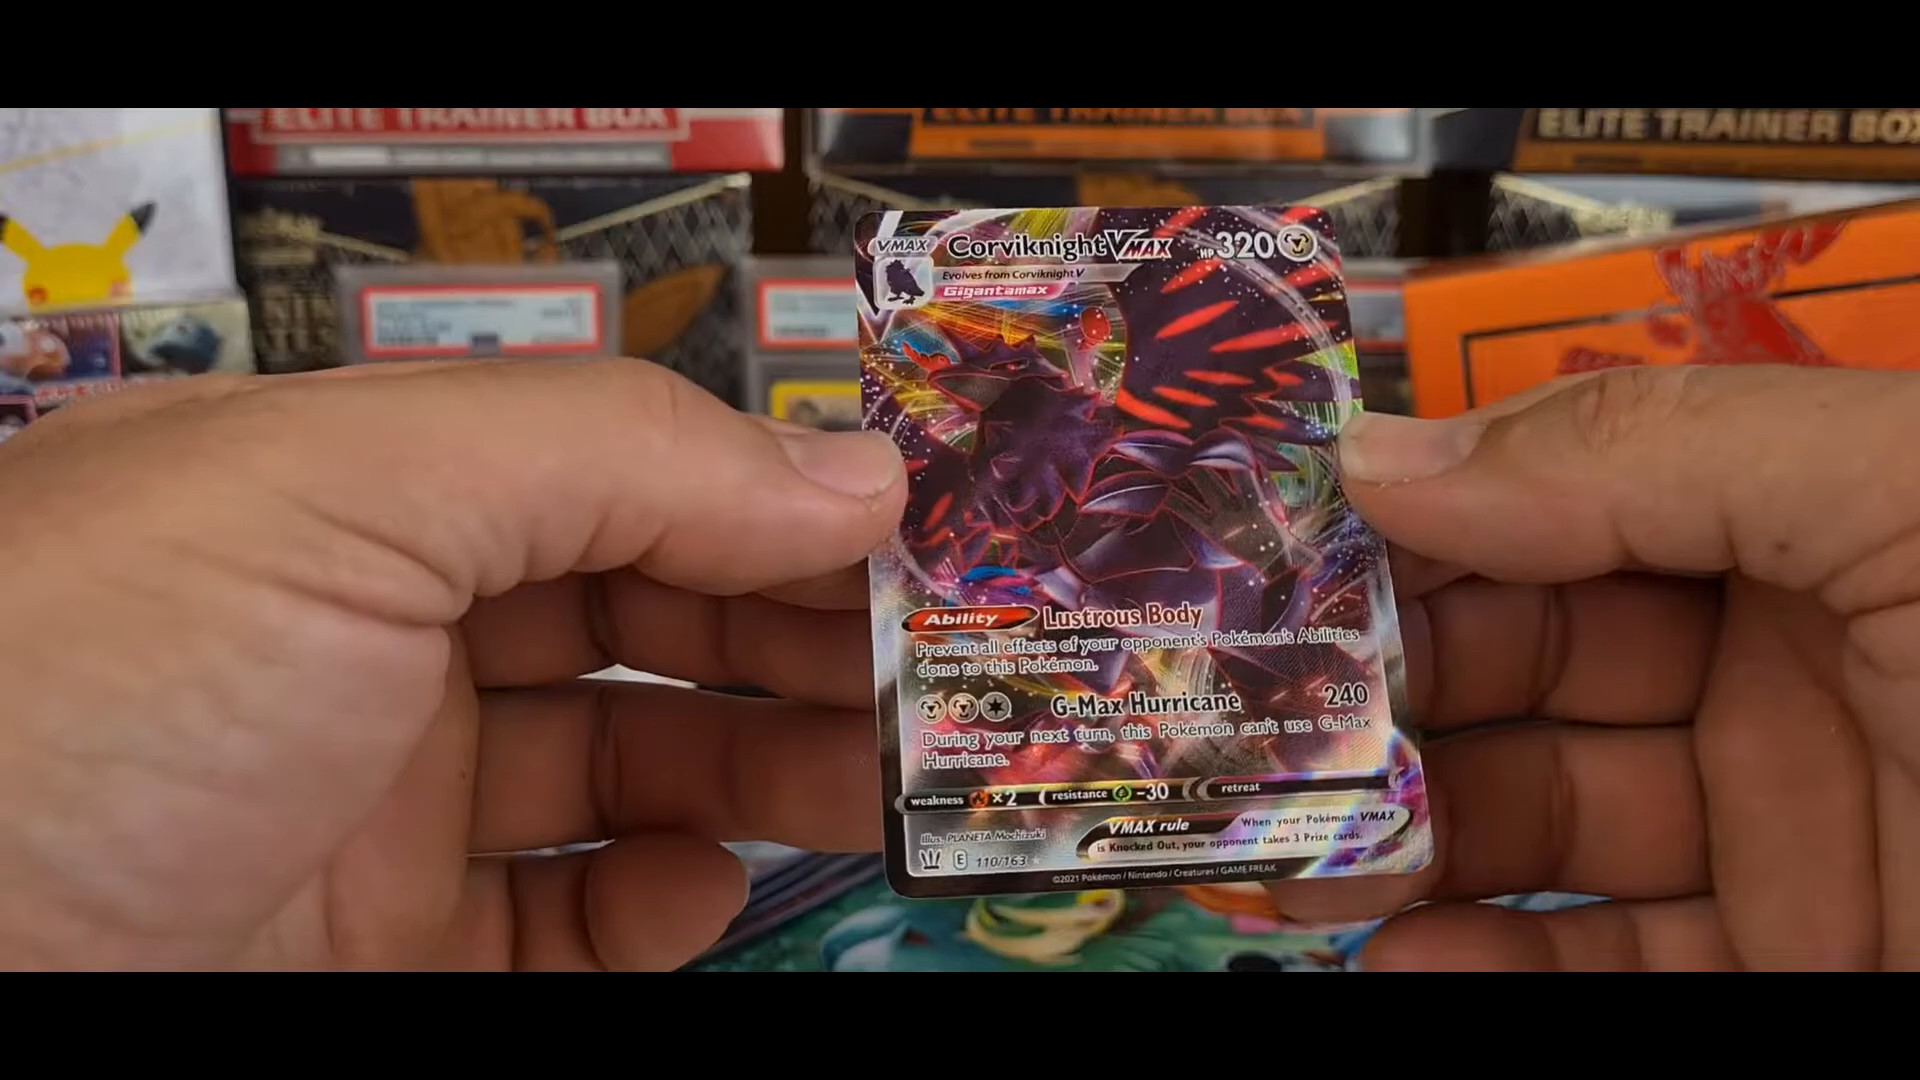 ELITE TRAINER BOX
ELITE TRAINER BOX
ELITE TRAINER BOX
VMAX Corviknight VMAX HP 320
Evolves from Corviknight V
Gigantamax
Ability Lustrous Body
Prevent all effects of your opponent's Pokémon's Abilities
done to this Pokémon.
G-Max Hurricane 240
During your next turn, this Pokémon can't use G-Max
Hurricane.
weakness ×2 resistance -30 retreat
VMAX rule When your Pokémon VMAX
is Knocked Out, your opponent takes 3 Prize cards.
Illus. PLANETA Mochizuki
E 110/163
©2021 Pokémon / Nintendo / Creatures / GAME FREAK